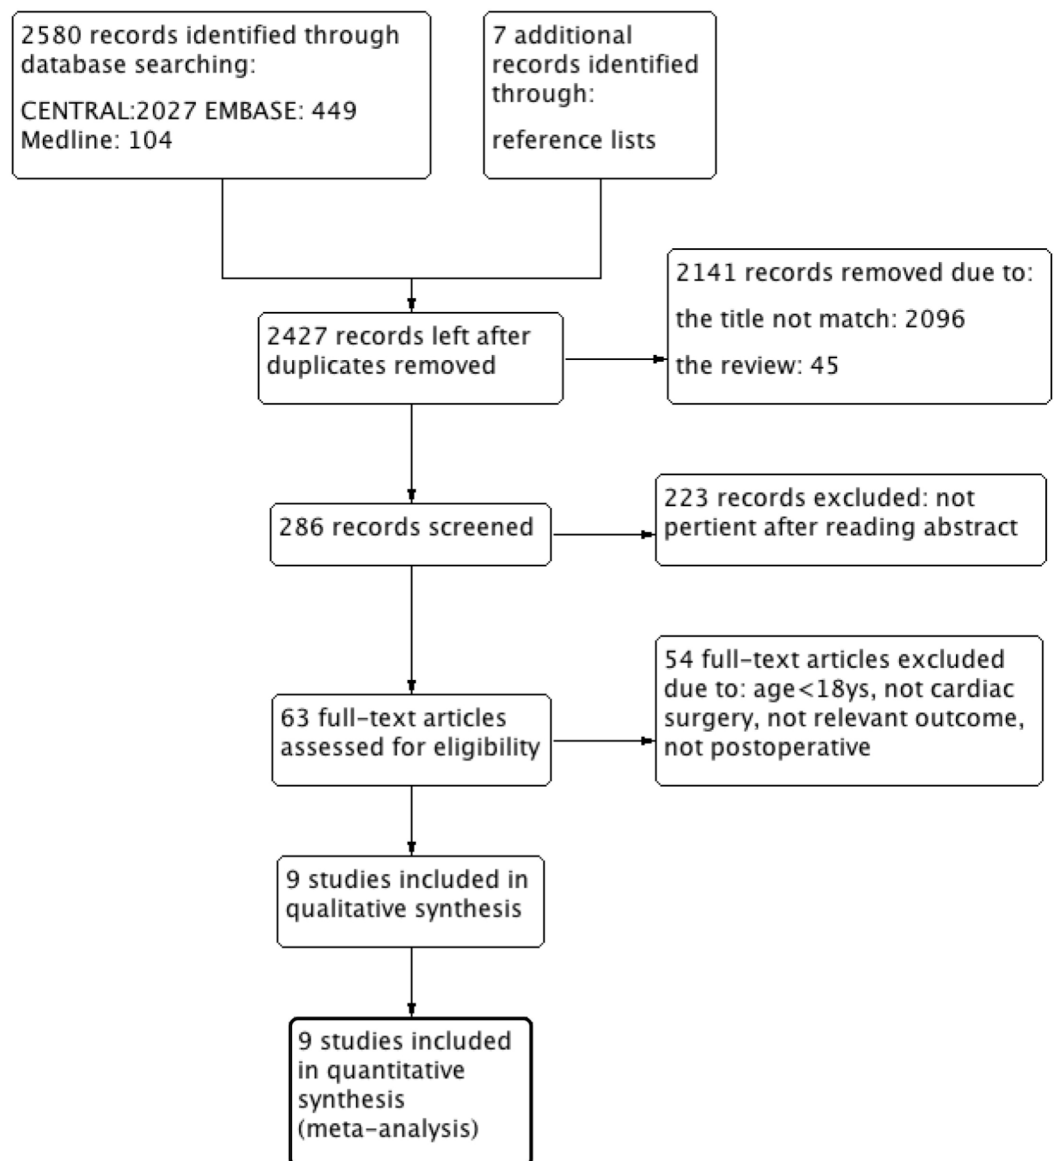 2580 records identified through
database searching:
CENTRAL:2027 EMBASE: 449
Medline: 104
7 additional
records identified
through:
reference lists
2427 records left after
duplicates removed
2141 records removed due to:
the title not match: 2096
the review: 45
286 records screened
223 records excluded: not
pertient after reading abstract
63 full-text articles
assessed for eligibility
54 full-text articles excluded
due to: age<18ys, not cardiac
surgery, not relevant outcome,
not postoperative
9 studies included in
qualitative synthesis
9 studies included
in quantitative
synthesis
(meta-analysis)